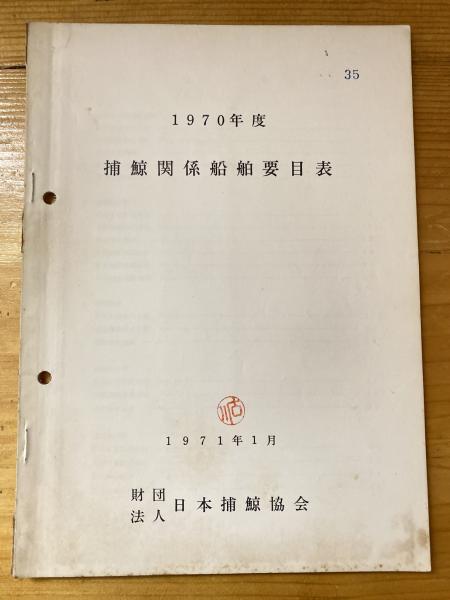 35
1970年度
捕鯨関係船舶要目表
1971年1月
財団
法人 日本捕鯨協会